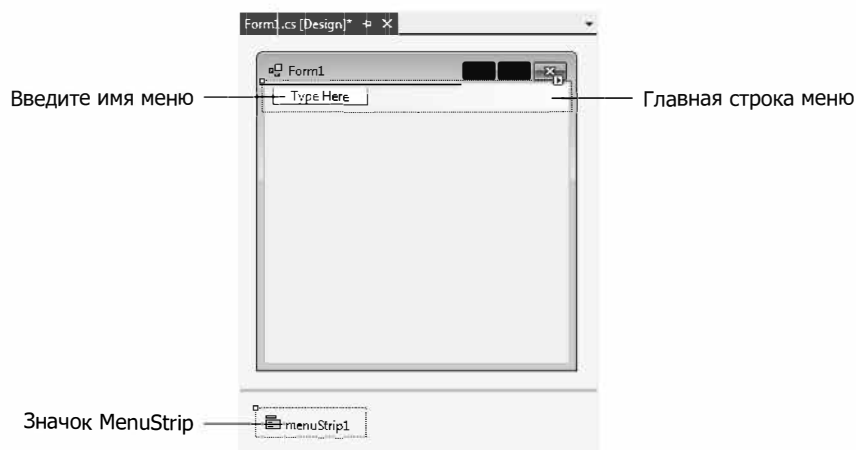 Form1.cs [Design]*
Form1
Введите имя меню
Type Here
Главная строка меню
Значок MenuStrip
menuStrip1